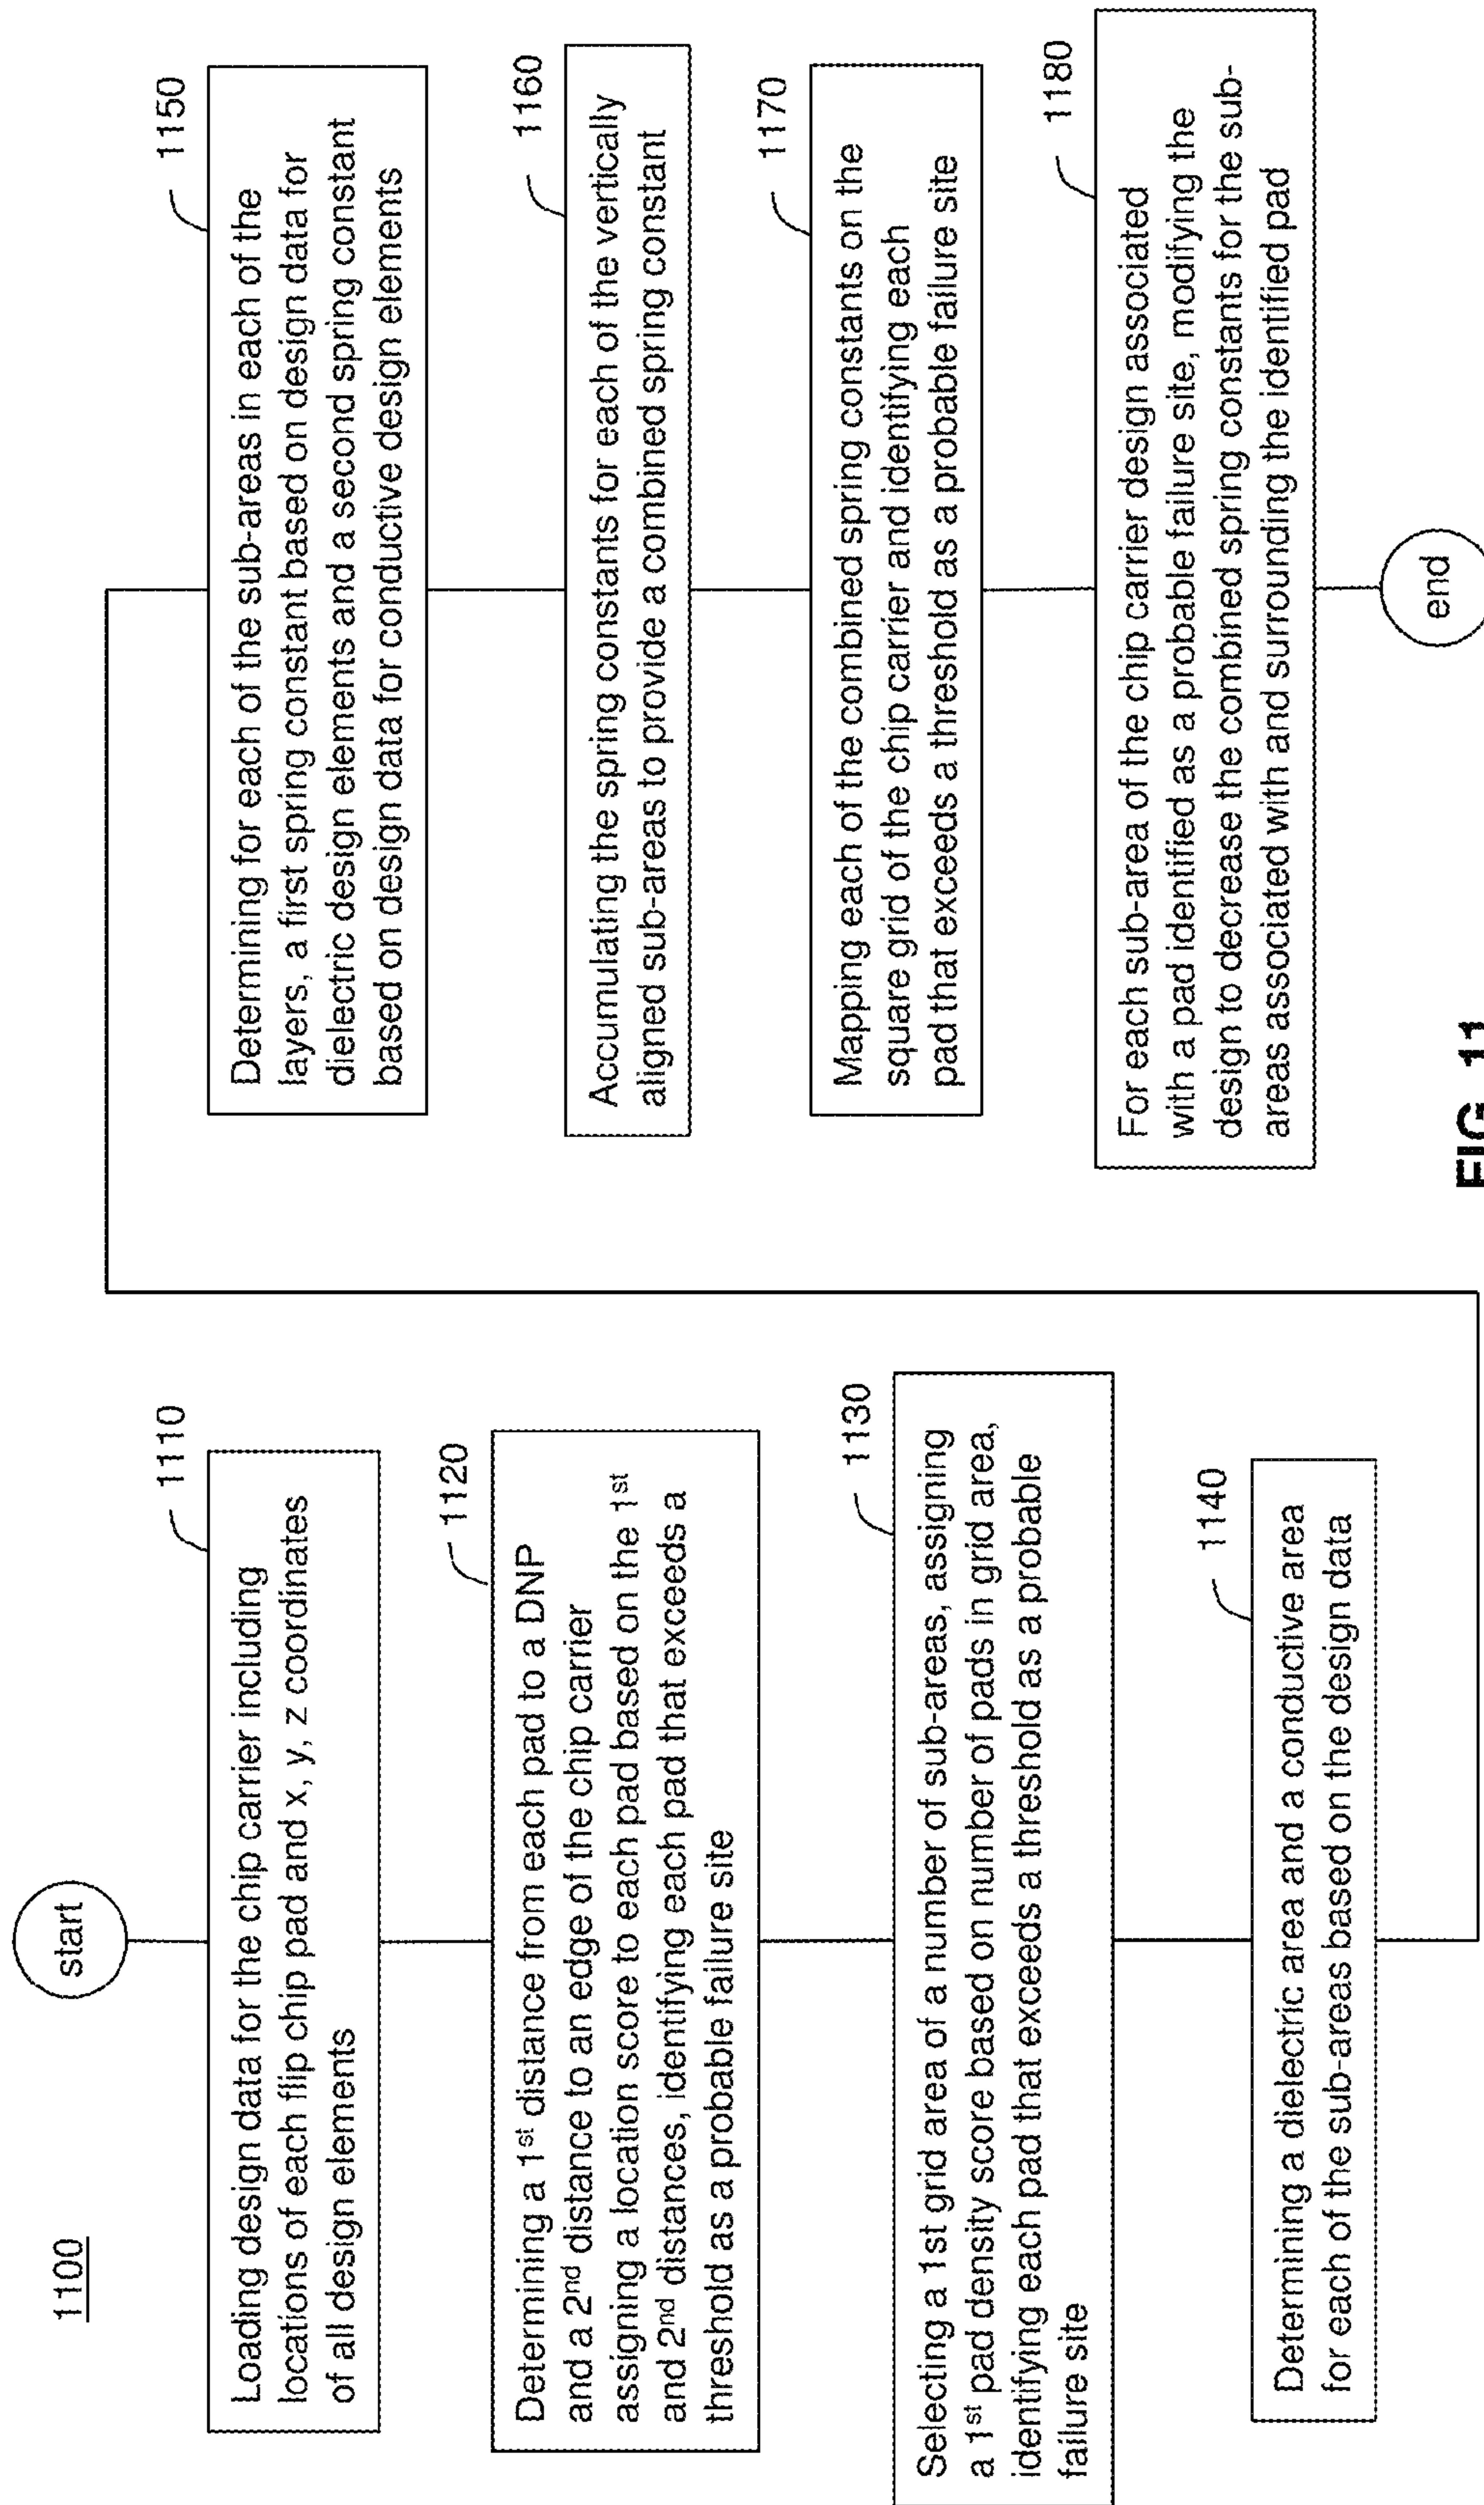 1100
start
1110
Loading design data for the chip carrier including
locations of each flip chip pad and x, y, z coordinates
of all design elements
1120
Determining a 1st distance from each pad to a DNP
and a 2nd distance to an edge of the chip carrier
assigning a location score to each pad based on the 1st
and 2nd distances, identifying each pad that exceeds a
threshold as a probable failure site
1130
Selecting a 1st grid area of a number of sub-areas, assigning
a 1st pad density score based on number of pads in grid area,
identifying each pad that exceeds a threshold as a probable
failure site
1140
Determining a dielectric area and a conductive area
for each of the sub-areas based on the design data
1150
Determining for each of the sub-areas in each of the
layers, a first spring constant based on design data for
dielectric design elements and a second spring constant
based on design data for conductive design elements
1160
Accumulating the spring constants for each of the vertically
aligned sub-areas to provide a combined spring constant
1170
Mapping each of the combined spring constants on the
square grid of the chip carrier and identifying each
pad that exceeds a threshold as a probable failure site
1180
For each sub-area of the chip carrier design associated
with a pad identified as a probable failure site, modifying the
design to decrease the combined spring constants for the sub-
areas associated with and surrounding the identified pad
end
FIG. 11